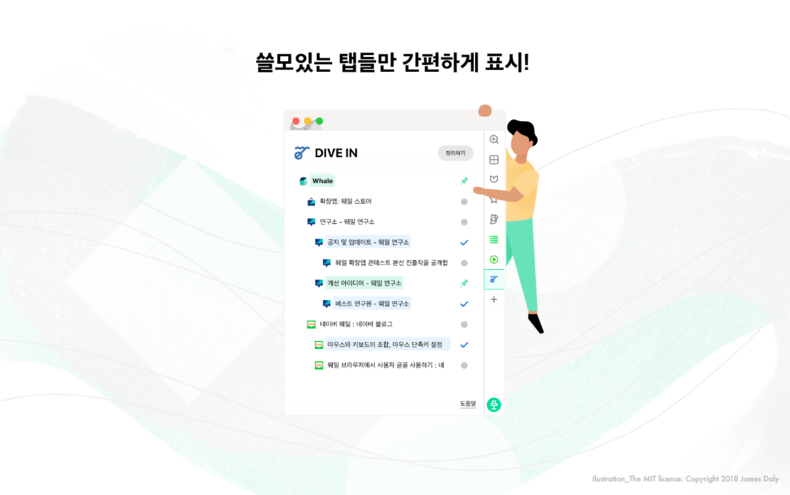 쓸모있는 탭들만 간편하게 표시!
DIVE IN
정리하기
Whale
확장앱: 웨일 스토어
연구소 - 웨일 연구소
공지 및 업데이트 - 웨일 연구소
웨일 확장앱 콘테스트 본선 진출작을 공개합
개선 아이디어 - 웨일 연구소
베스트 연구원 - 웨일 연구소
네이버 웨일 : 네이버 블로그
마우스와 키보드의 조합, 마우스 단축키 설정
웨일 브라우저에서 사용자 글꼴 사용하기 : 네
도움말
Ilustration_The MIT license: Copyright 2018 James Daly